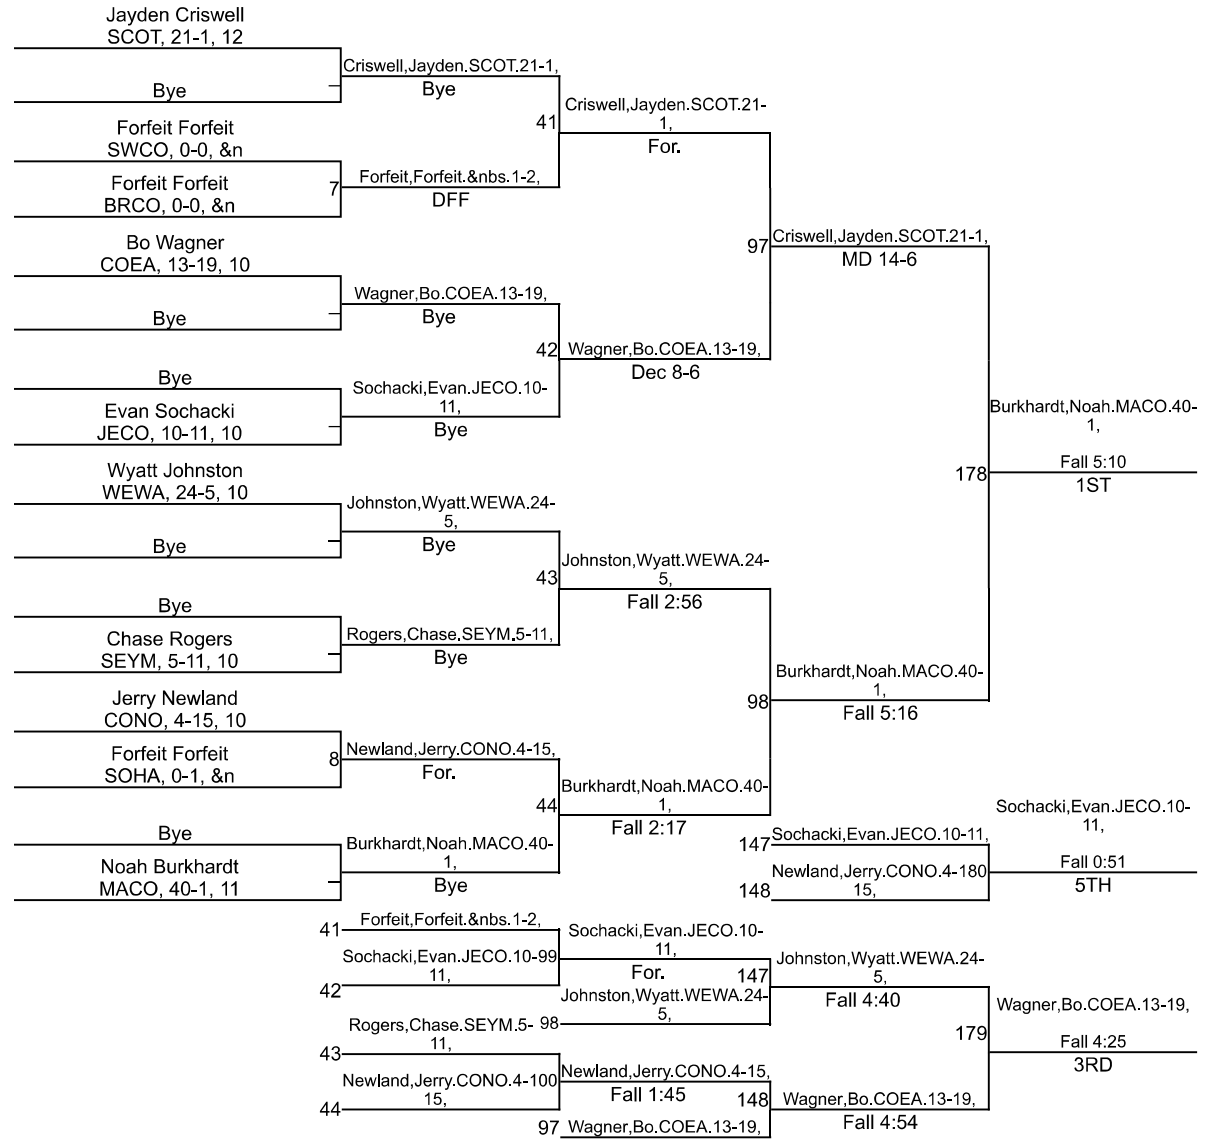 Jayden Criswell
SCOT, 21-1, 12
Bye
Criswell,Jayden.SCOT.21-1,
Bye
Forfeit Forfeit
SWCO, 0-0, &n
Forfeit Forfeit
BRCO, 0-0, &n
7
Forfeit,Forfeit.&nbs.1-2,
DFF
41
Criswell,Jayden.SCOT.21-
1,
For.
Bo Wagner
COEA, 13-19, 10
Bye
Wagner,Bo.COEA.13-19,
Bye
Bye
Evan Sochacki
JECO, 10-11, 10
Sochacki,Evan.JECO.10-
11,
Bye
42
Wagner,Bo.COEA.13-19,
Dec 8-6
97
Criswell,Jayden.SCOT.21-1,
MD 14-6
Wyatt Johnston
WEWA, 24-5, 10
Bye
Johnston,Wyatt.WEWA.24-
5,
Bye
Bye
Chase Rogers
SEYM, 5-11, 10
Rogers,Chase.SEYM.5-11,
Bye
43
Johnston,Wyatt.WEWA.24-
5,
Fall 2:56
Jerry Newland
CONO, 4-15, 10
Forfeit Forfeit
SOHA, 0-1, &n
8
Newland,Jerry.CONO.4-15,
For.
Bye
Noah Burkhardt
MACO, 40-1, 11
Burkhardt,Noah.MACO.40-
1,
Bye
44
Burkhardt,Noah.MACO.40-
1,
Fall 2:17
98
Burkhardt,Noah.MACO.40-
1,
Fall 5:16
178
Burkhardt,Noah.MACO.40-
1,
Fall 5:10
1ST
147
Sochacki,Evan.JECO.10-11,
148
Newland,Jerry.CONO.4-180
15,
Sochacki,Evan.JECO.10-
11,
Fall 0:51
5TH
41
Forfeit,Forfeit.&nbs.1-2,
42
Sochacki,Evan.JECO.10-99
11,
Sochacki,Evan.JECO.10-
11,
For.
98
Johnston,Wyatt.WEWA.24-
5,
147
Johnston,Wyatt.WEWA.24-
5,
Fall 4:40
43
Rogers,Chase.SEYM.5-
11,
44
Newland,Jerry.CONO.4-100
15,
Newland,Jerry.CONO.4-15,
Fall 1:45
97
Wagner,Bo.COEA.13-19,
148
Wagner,Bo.COEA.13-19,
Fall 4:54
179
Wagner,Bo.COEA.13-19,
Fall 4:25
3RD